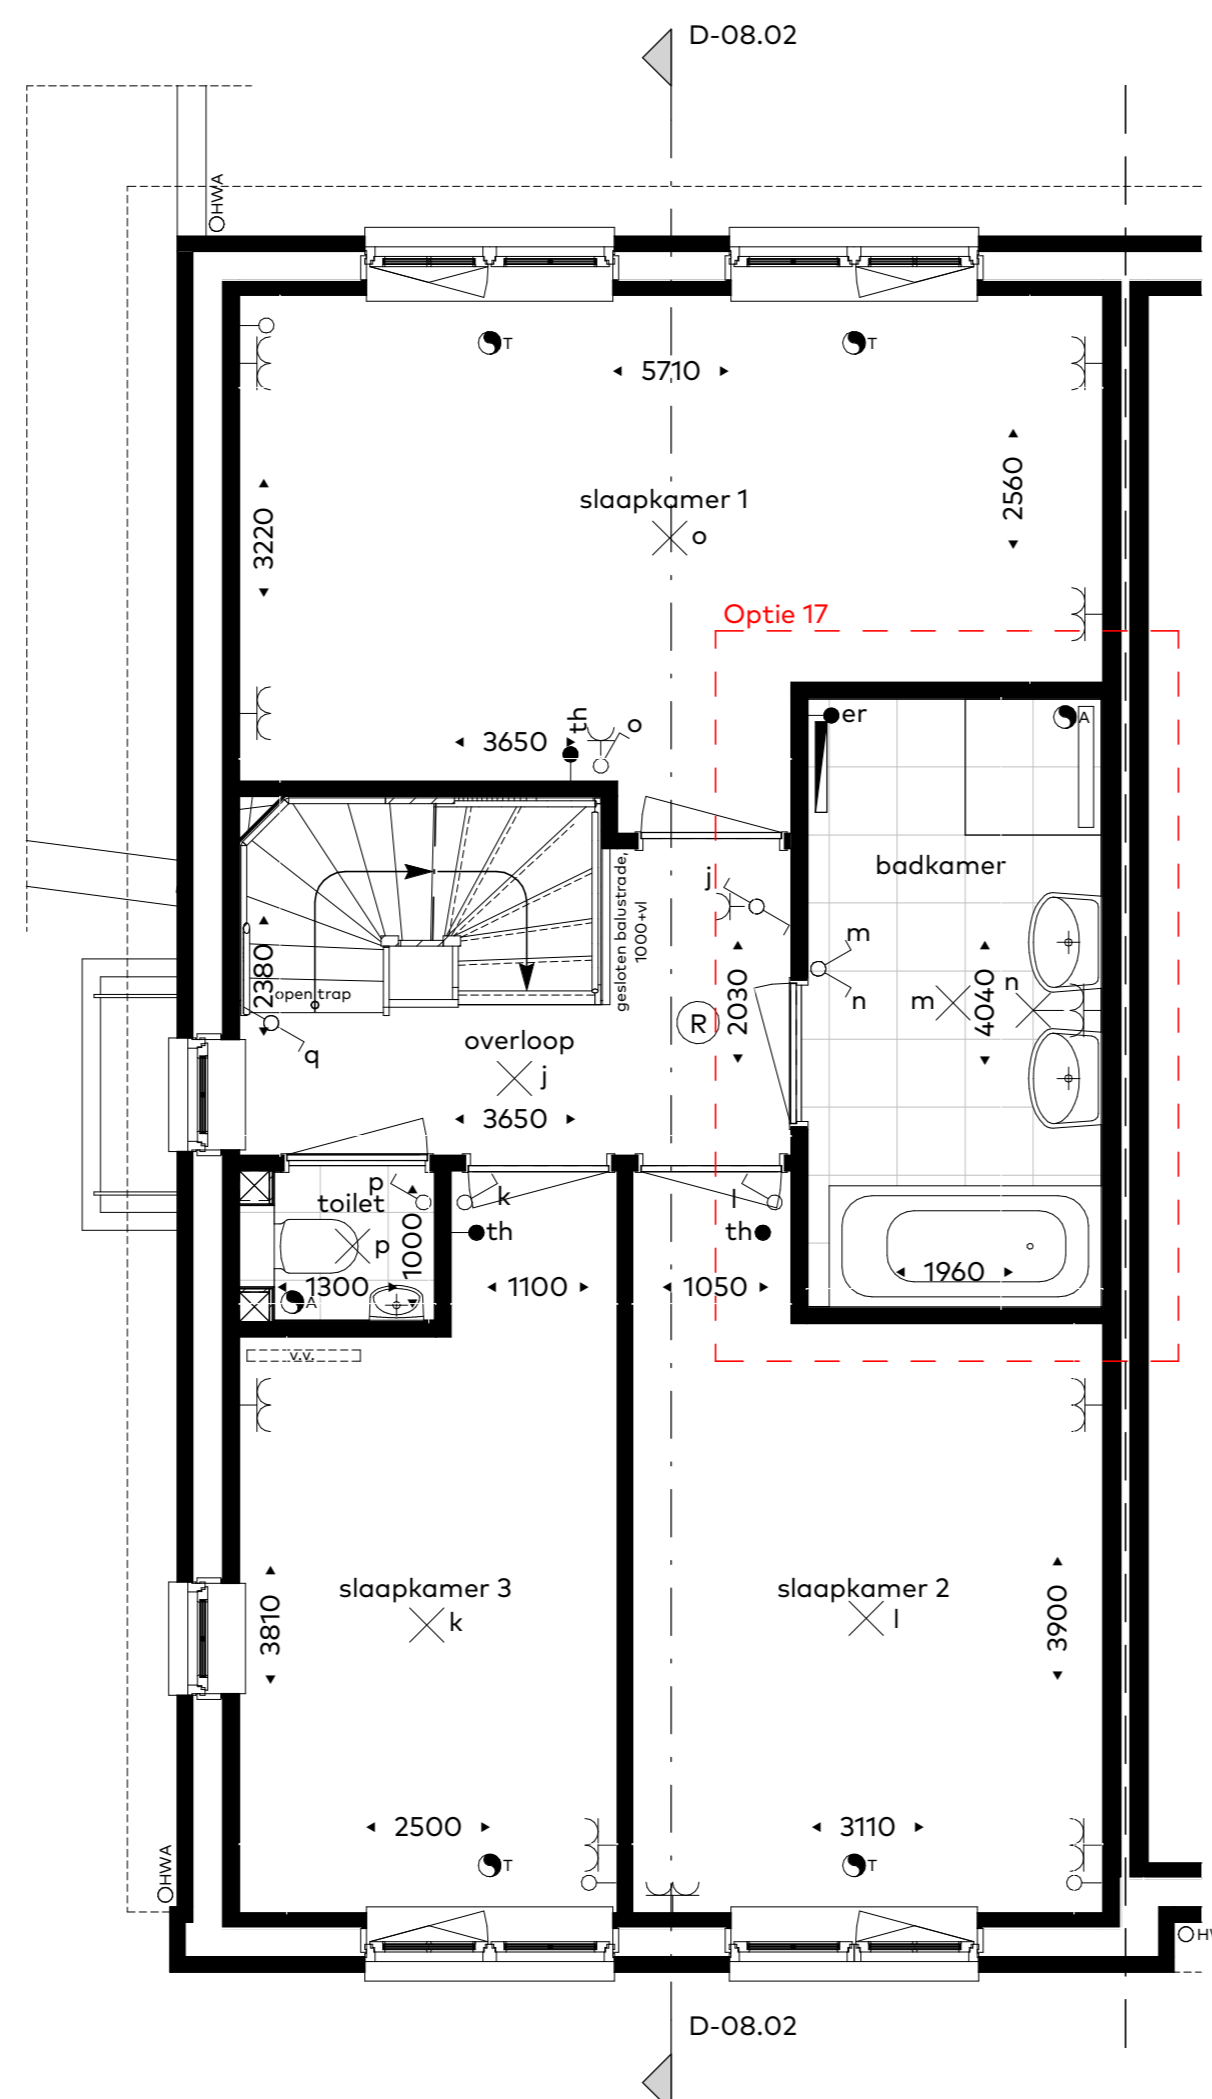 D-08.02
HWA
T
T
5710
2560
slaapkamer 1
3220
o
Optie 17
th
o
3650
er
A
badkamer
j
gesloten balustrade,
1000+vl
2380
open trap
m
n
2030
m
4040
n
R
q
overloop
j
3650
p
toilet
k
l
p
1000
th
th
1300
A
1100
1050
1960
v.v.
slaapkamer 3
k
slaapkamer 2
l
3810
3900
2500
3110
T
T
HWA
D-08.02